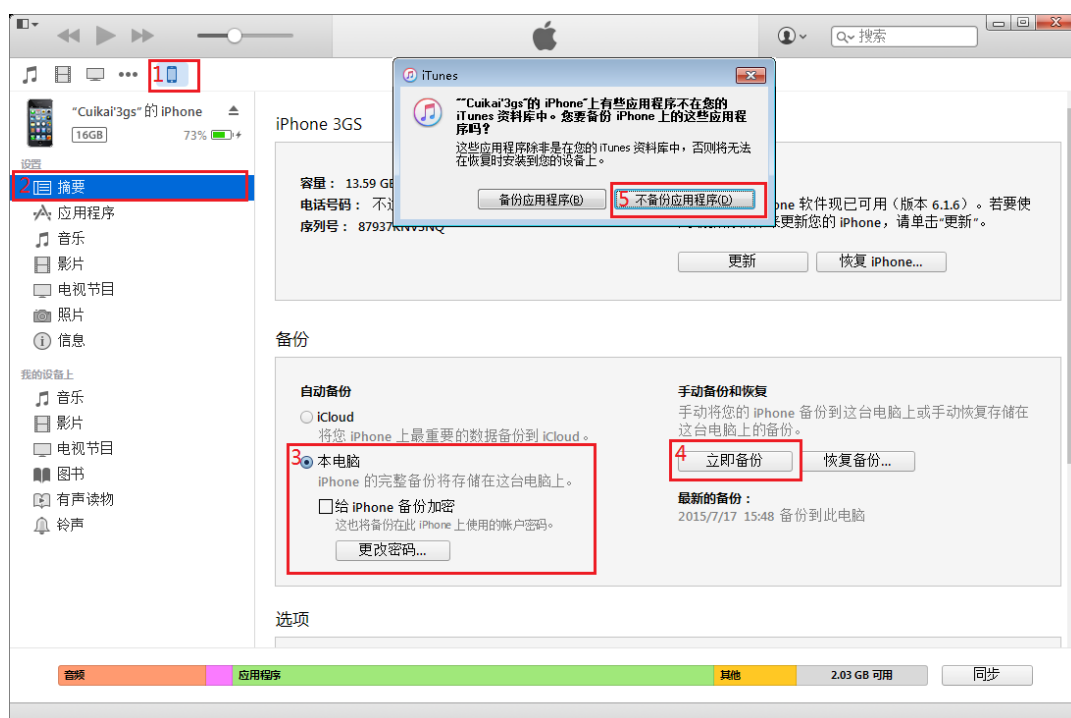 搜索
1
iTunes
"“Cuikai'3gs”的 iPhone"上有些应用程序不在您的
iTunes 资料库中。您要备份 iPhone 上的这些应用程
序吗？
这些应用程序除非是在您的 iTunes 资料库中，否则将无法
在恢复时安装到您的设备上。
备份应用程序(B)
5 不备份应用程序(D)
“Cuikai'3gs”的 iPhone
16GB
73%
设置
2 摘要
应用程序
音乐
影片
电视节目
照片
信息
我的设备上
音乐
影片
电视节目
图书
有声读物
铃声
iPhone 3GS
容量： 13.59 GB
电话号码： 不
序列号： 87937KNV3NQ
one 软件现已可用（版本 6.1.6）。若要使
来更新您的 iPhone，请单击“更新”。
更新
恢复 iPhone...
备份
自动备份
iCloud
将您 iPhone 上最重要的数据备份到 iCloud。
3 本电脑
iPhone 的完整备份将存储在这台电脑上。
给 iPhone 备份加密
这也将备份在此 iPhone 上使用的帐户密码。
更改密码...
手动备份和恢复
手动将您的 iPhone 备份到这台电脑上或手动恢复存储在
这台电脑上的备份。
4 立即备份
恢复备份...
最新的备份：
2015/7/17 15:48 备份到此电脑
选项
音频
应用程序
其他
2.03 GB 可用
同步